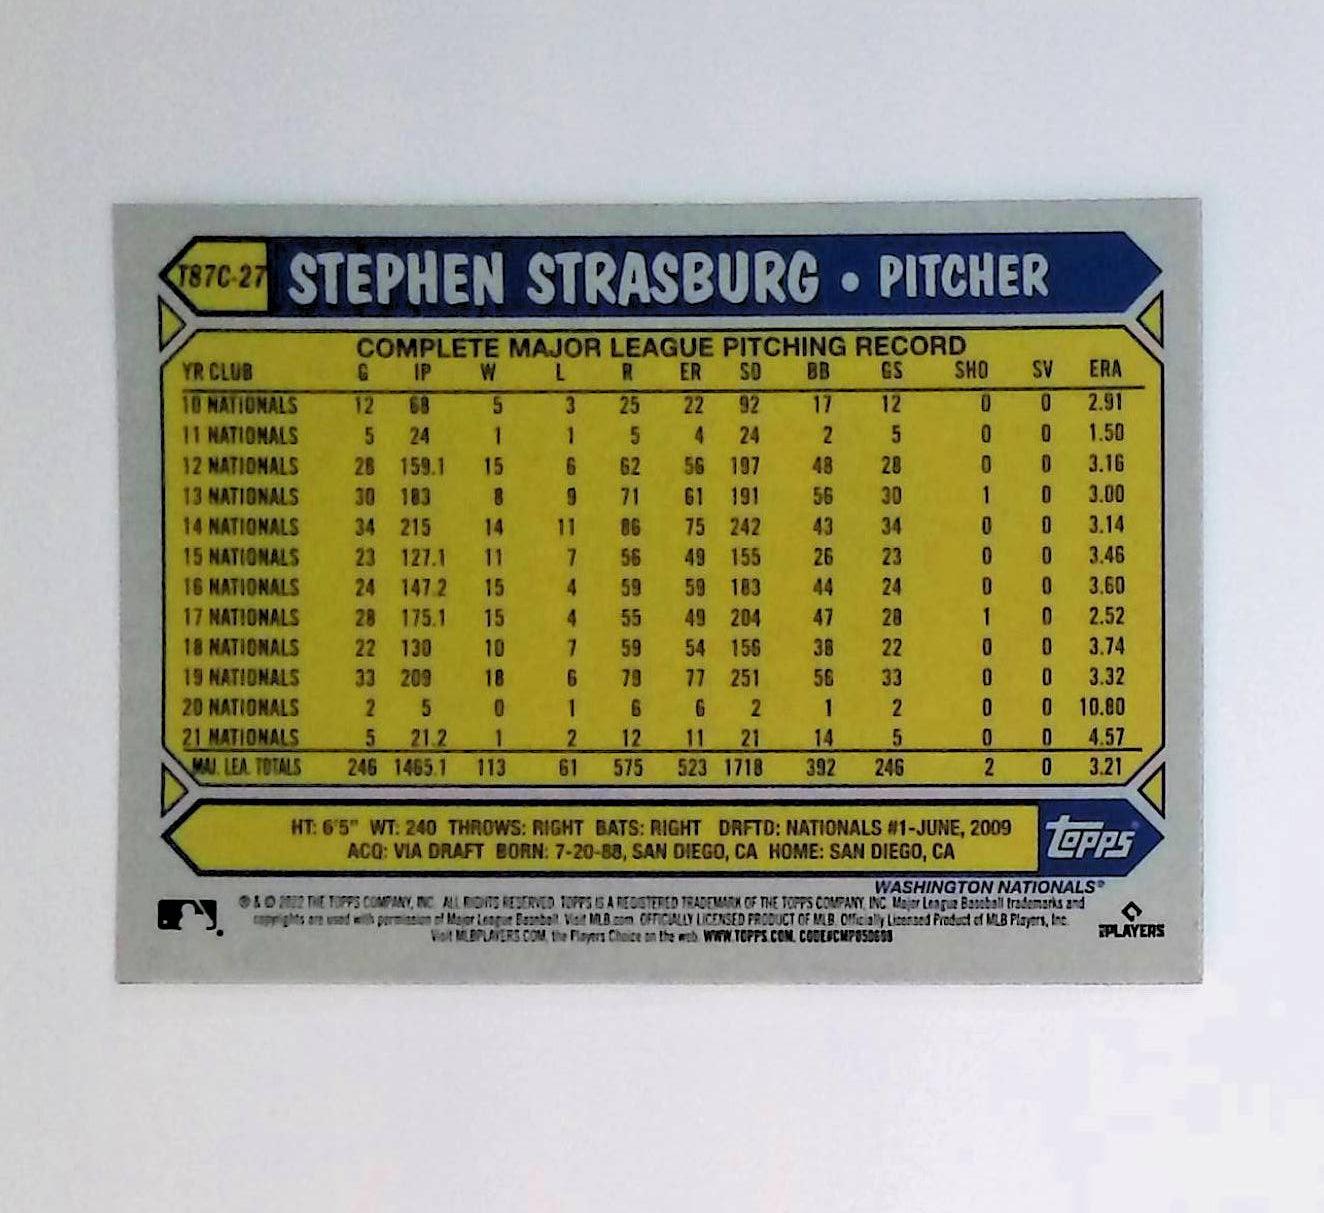 T87C-27 STEPHEN STRASBURG • PITCHER
COMPLETE MAJOR LEAGUE PITCHING RECORD
YR CLUB G IP W L R ER SO BB GS SHO SV ERA
10 NATIONALS 12 68 5 3 25 22 92 17 12 0 0 2.91
11 NATIONALS 5 24 1 1 5 4 24 2 5 0 0 1.50
12 NATIONALS 28 159.1 15 6 62 56 197 48 28 0 0 3.16
13 NATIONALS 30 183 8 9 71 61 191 56 30 1 0 3.00
14 NATIONALS 34 215 14 11 86 75 242 43 34 0 0 3.14
15 NATIONALS 23 127.1 11 7 56 49 155 26 23 0 0 3.46
16 NATIONALS 24 147.2 15 4 59 59 183 44 24 0 0 3.60
17 NATIONALS 28 175.1 15 4 55 49 204 47 28 1 0 2.52
18 NATIONALS 22 130 10 7 59 54 156 38 22 0 0 3.74
19 NATIONALS 33 209 18 6 79 77 251 56 33 0 0 3.32
20 NATIONALS 2 5 0 1 6 6 2 1 2 0 0 10.80
21 NATIONALS 5 21.2 1 2 12 11 21 14 5 0 0 4.57
MAJ. LEA. TOTALS 246 1465.1 113 61 575 523 1718 392 246 2 0 3.21
HT: 6'5" WT: 240 THROWS: RIGHT BATS: RIGHT DRFTD: NATIONALS #1-JUNE, 2009
ACQ: VIA DRAFT BORN: 7-20-88, SAN DIEGO, CA HOME: SAN DIEGO, CA
topps®
WASHINGTON NATIONALS®
® & © 2022 THE TOPPS COMPANY, INC. ALL RIGHTS RESERVED. TOPPS IS A REGISTERED TRADEMARK OF THE TOPPS COMPANY, INC. Major League Baseball trademarks and
copyrights are used with permission of Major League Baseball. Visit MLB.com. OFFICIALLY LICENSED PRODUCT OF MLB. Officially Licensed Product of MLB Players, Inc.
Visit MLBPLAYERS.COM, the Players Choice on the web. WWW.TOPPS.COM. CODE#CMP050698
PLAYERS